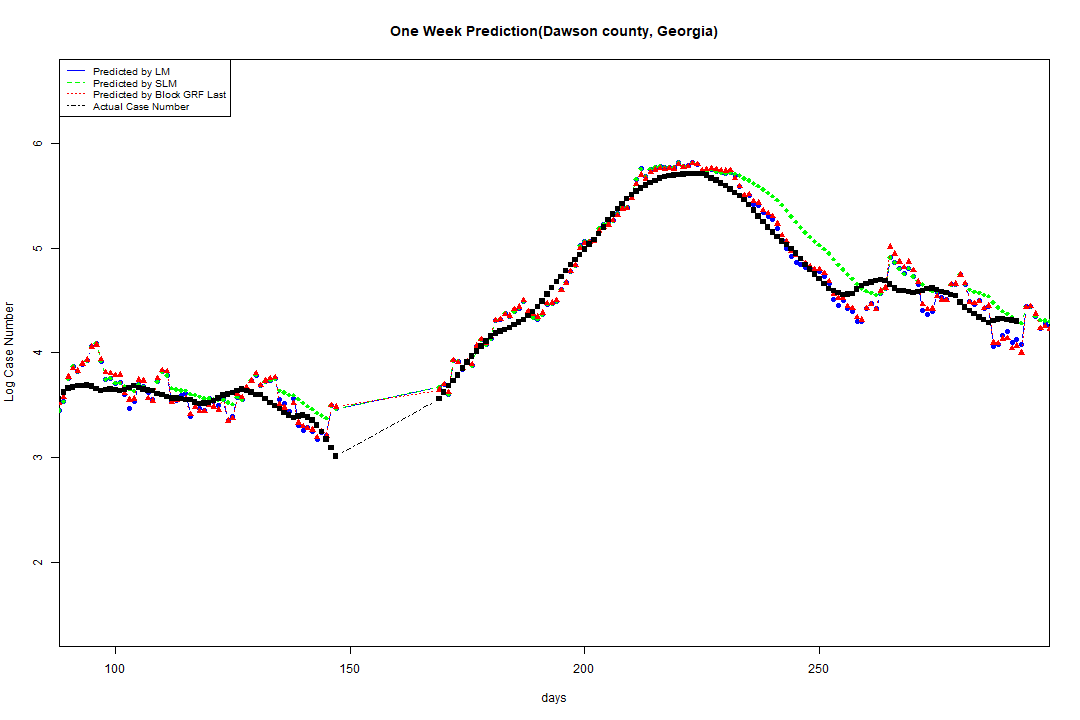 One Week Prediction(Dawson county, Georgia)
Predicted by LM
Predicted by SLM
Predicted by Block GRF Last
Actual Case Number
Log Case Number
6
5
4
3
2
100
150
200
250
days